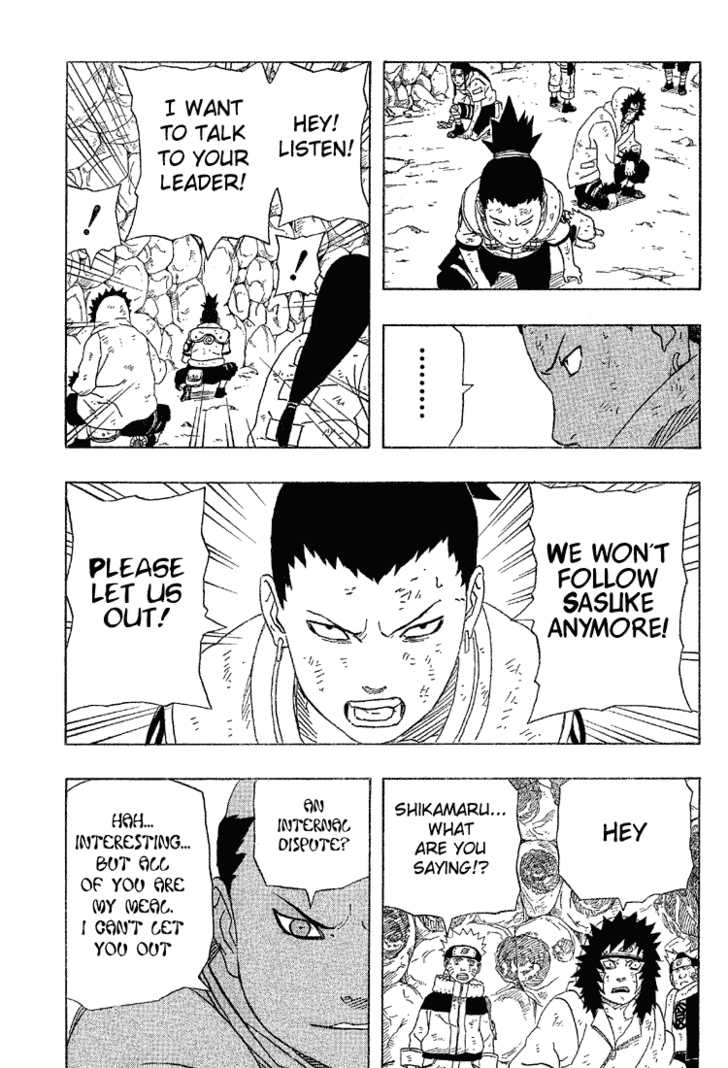 HEY!
LISTEN!
I WANT
TO TALK
TO YOUR
LEADER!
!
!
........
WE WON'T
FOLLOW
SASUKE
ANYMORE!
PLEASE
LET US
OUT!
HEY
SHIKAMARU...
WHAT
ARE YOU
SAYING!?
AN
INTERNAL
DISPUTE?
HAH...
INTERESTING...
BUT ALL
OF YOU ARE
MY MEAL.
I CAN'T LET
YOU OUT